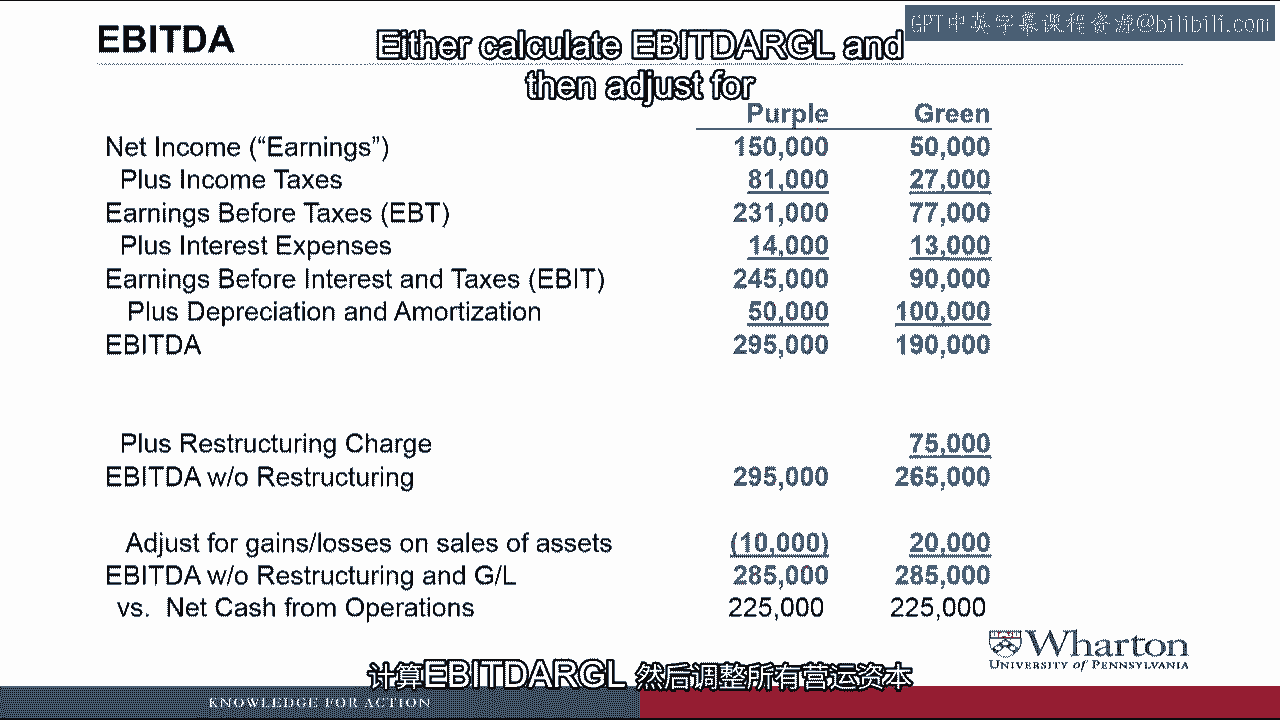 GPT中英字幕课程资源@bilibili.com
EBITDA
Either calculate EBITDARGL and
then adjust for
Purple Green
Net Income (“Earnings”) 150,000 50,000
Plus Income Taxes 81,000 27,000
Earnings Before Taxes (EBT) 231,000 77,000
Plus Interest Expenses 14,000 13,000
Earnings Before Interest and Taxes (EBIT) 245,000 90,000
Plus Depreciation and Amortization 50,000 100,000
EBITDA 295,000 190,000
Plus Restructuring Charge 75,000
EBITDA w/o Restructuring 295,000 265,000
Adjust for gains/losses on sales of assets (10,000) 20,000
EBITDA w/o Restructuring and G/L 285,000 285,000
vs. Net Cash from Operations 225,000 225,000
Wharton
UNIVERSITY of PENNSYLVANIA
计算EBITDARGL 然后调整所有营运资本
KNOWLEDGE FOR ACTION